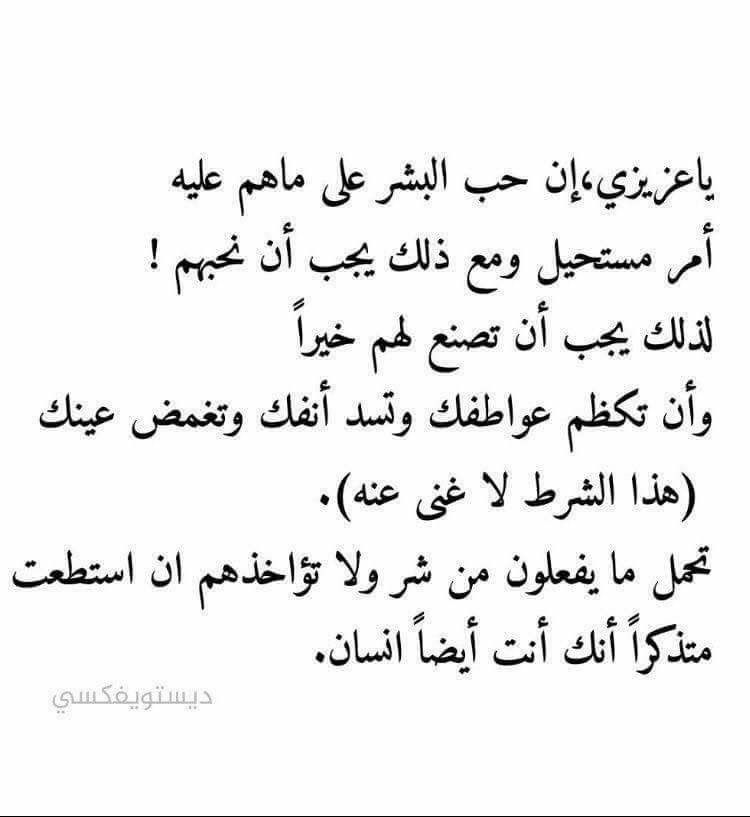 ياعزيزي،إن حب البشر على ماهم عليه
أمر مستحيل ومع ذلك يجب أن نحبهم !
لذلك يجب أن تصنع لهم خيراً
وأن تكظم عواطفك وتسد أنفك وتغمض عينك
(هذا الشرط لا غنى عنه).
تحمل ما يفعلون من شر ولا تؤاخذهم ان استطعت
متذكراً أنك أنت أيضاً انسان.
ديستويفكسي